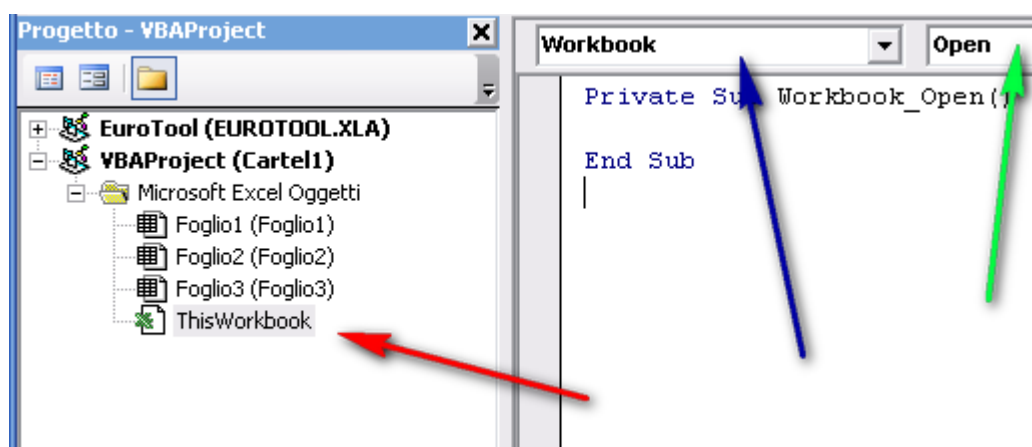 Progetto - VBAProject
EuroTool (EUROTOOL.XLA)
VBAProject (Cartel1)
Microsoft Excel Oggetti
Foglio1 (Foglio1)
Foglio2 (Foglio2)
Foglio3 (Foglio3)
ThisWorkbook
Workbook
Open
Private Sub Workbook_Open()
End Sub